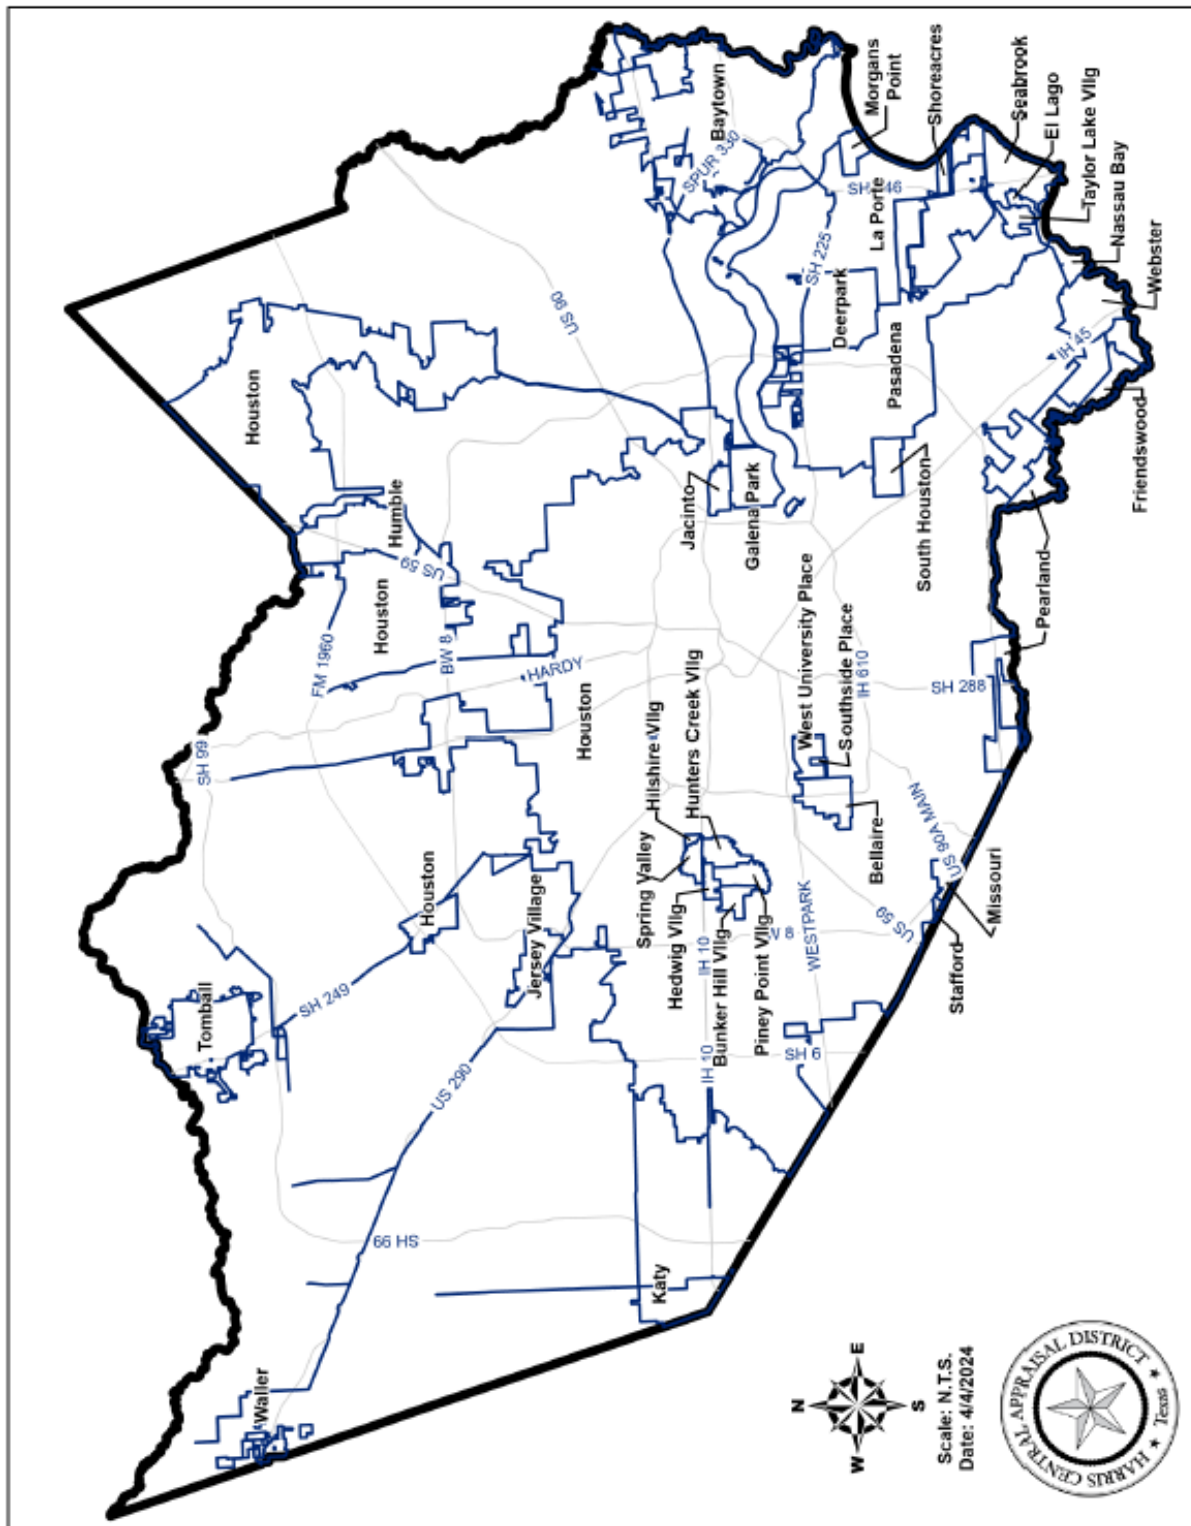 Waller
Tomball
SH 99
Houston
SH 249
FM 1960
US 290
SH 99
Houston
Houston
Humble
US 59
BW 8
Jersey Village
HARDY
Houston
US 90
Katy
Spring Valley
Hilshire Vllg
Hedwig Vllg
Hunters Creek Vllg
Jacinto
IH 10
IH 10
Bunker Hill Vllg
Piney Point Vllg
Galena Park
SPUR 330
Baytown
W 8
SH 6
WESTPARK
West University Place
Southside Place
IH 610
SH 225
Deerpark
Bellaire
La Porte
SH 146
Morgans
Point
Pasadena
US 59
US 90A MAIN
SH 288
South Houston
Shoreacres
Stafford
Missouri
Seabrook
El Lago
Pearland
IH 45
Taylor Lake Vllg
Nassau Bay
Friendswood
Webster
N
W
E
S
Scale: N.T.S.
Date: 4/4/2024
HARRIS CENTRAL APPRAISAL DISTRICT
Texas